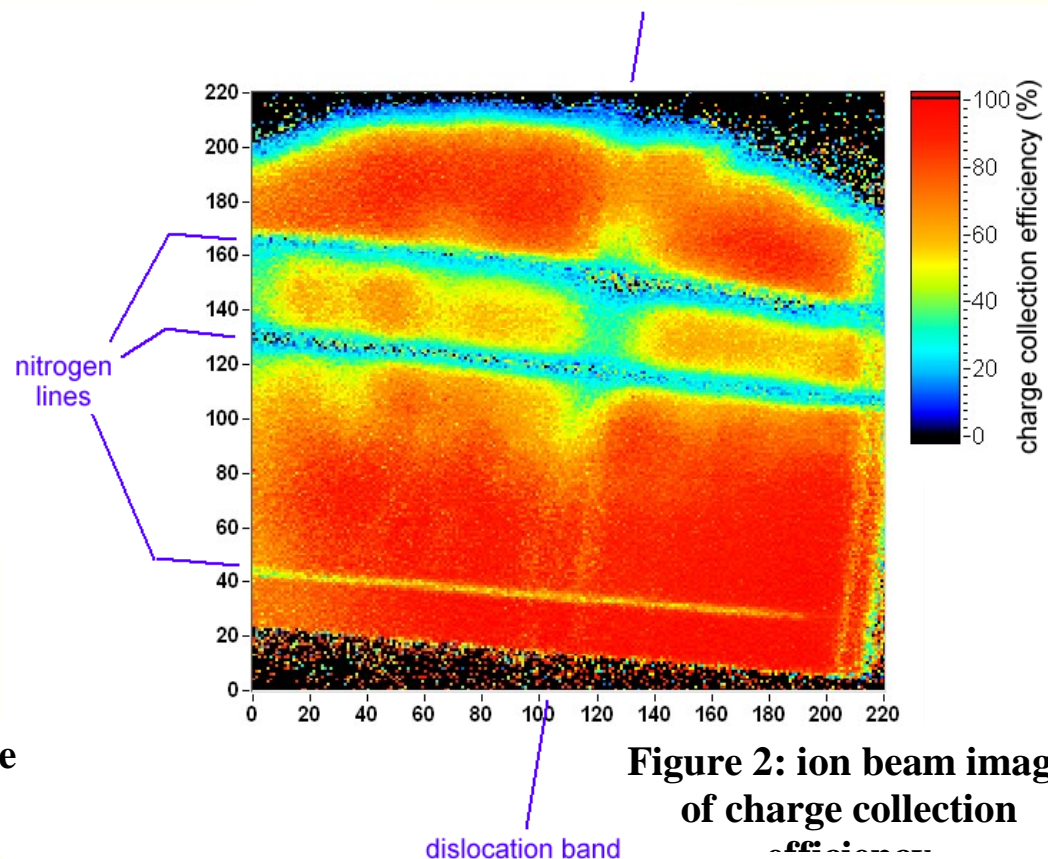 220
200
180
160
140
120
100
80
60
40
20
0
0 20 40 60 80 100 120 140 160 180 200 220
100
80
60
40
20
0
charge collection efficiency (%)
nitrogen
lines
dislocation band
e
Figure 2: ion beam imag
of charge collection
efficiency